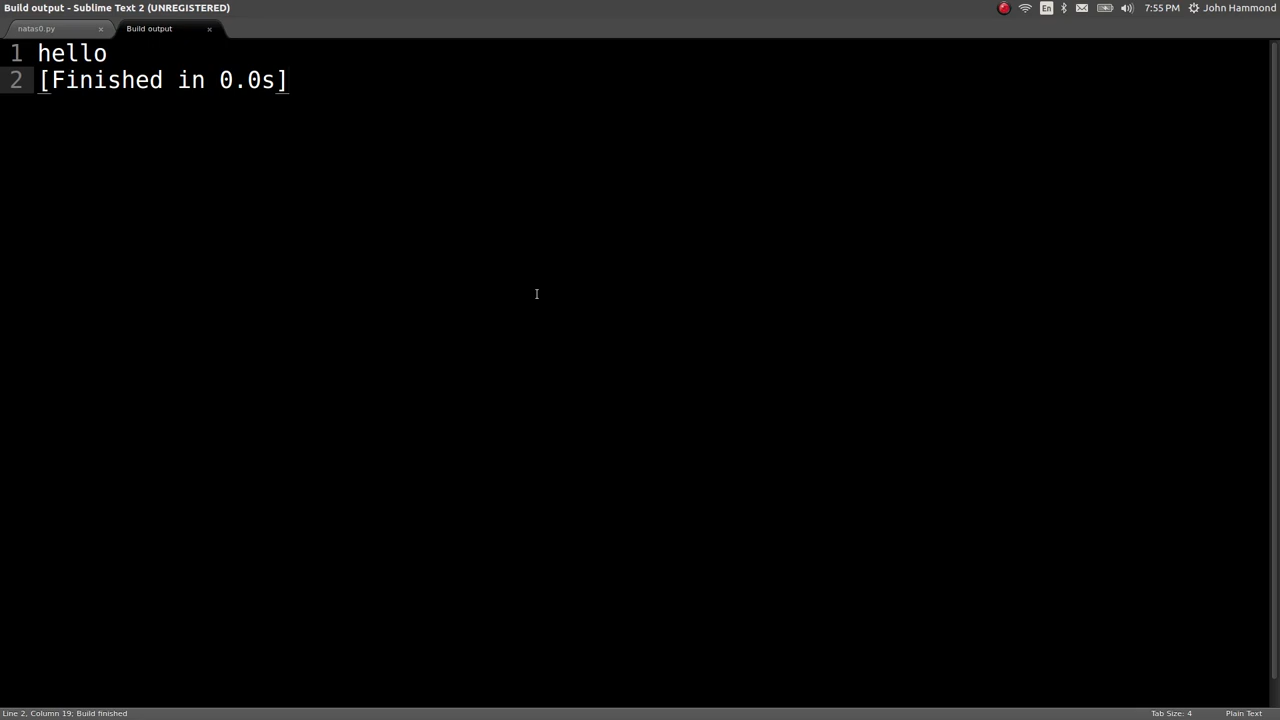 Build output - Sublime Text 2 (UNREGISTERED)
En
7:55 PM
John Hammond
natas0.py
Build output
1 hello
2 [Finished in 0.0s]
Line 2, Column 19; Build finished
Tab Size: 4
Plain Text